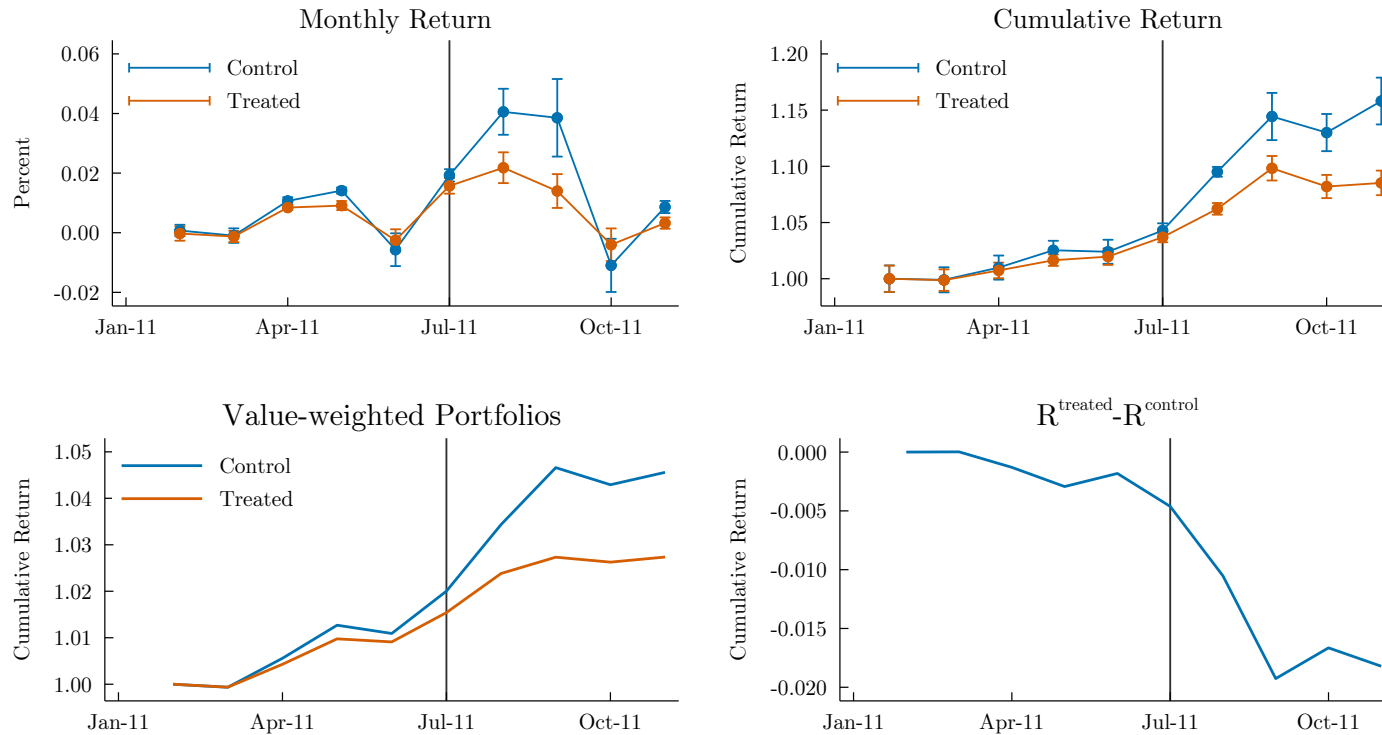 Monthly Return
Percent
0.06
0.04
0.02
0.00
-0.02
Control
Treated
Jan-11
Apr-11
Jul-11
Oct-11
Cumulative Return
Cumulative Return
1.20
1.15
1.10
1.05
1.00
Control
Treated
Jan-11
Apr-11
Jul-11
Oct-11
Value-weighted Portfolios
Cumulative Return
1.05
1.04
1.03
1.02
1.01
1.00
Control
Treated
Jan-11
Apr-11
Jul-11
Oct-11
R^treated-R^control
Cumulative Return
0.000
-0.005
-0.010
-0.015
-0.020
Jan-11
Apr-11
Jul-11
Oct-11